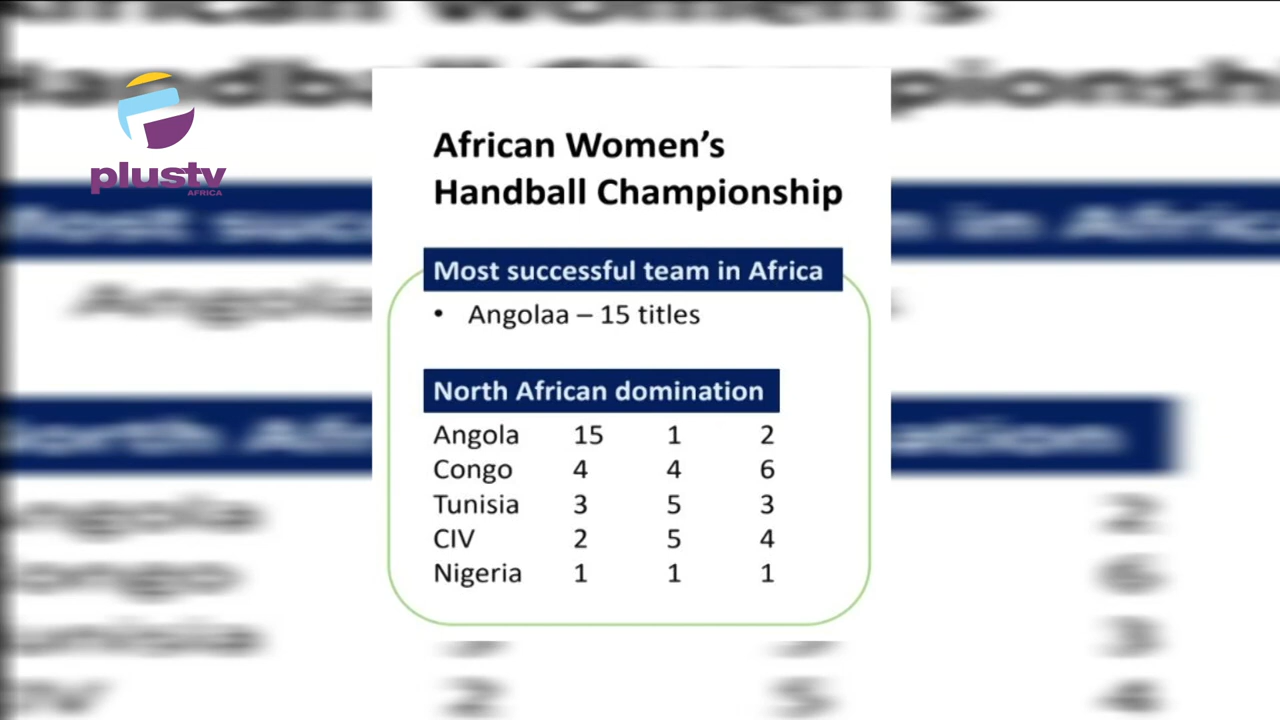 plustv
AFRICA
African Women's
Handball Championship
Most successful team in Africa
• Angolaa – 15 titles
North African domination
Angola 15 1 2
Congo 4 4 6
Tunisia 3 5 3
CIV 2 5 4
Nigeria 1 1 1